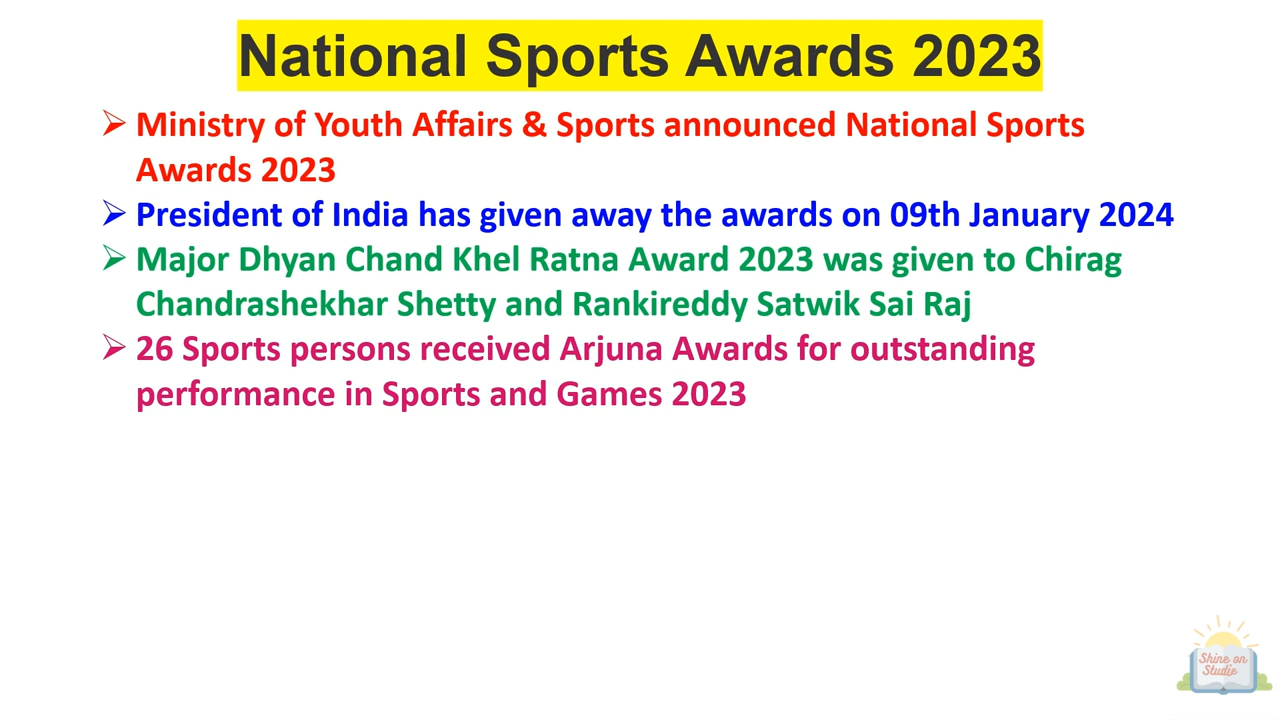 National Sports Awards 2023
➢ Ministry of Youth Affairs & Sports announced National Sports
Awards 2023
➢ President of India has given away the awards on 09th January 2024
➢ Major Dhyan Chand Khel Ratna Award 2023 was given to Chirag
Chandrashekhar Shetty and Rankireddy Satwik Sai Raj
➢ 26 Sports persons received Arjuna Awards for outstanding
performance in Sports and Games 2023
Shine on
Studie